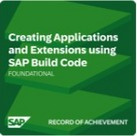 Creating Applications
and Extensions using
SAP Build Code
FOUNDATIONAL
SAP RECORD OF ACHIEVEMENT